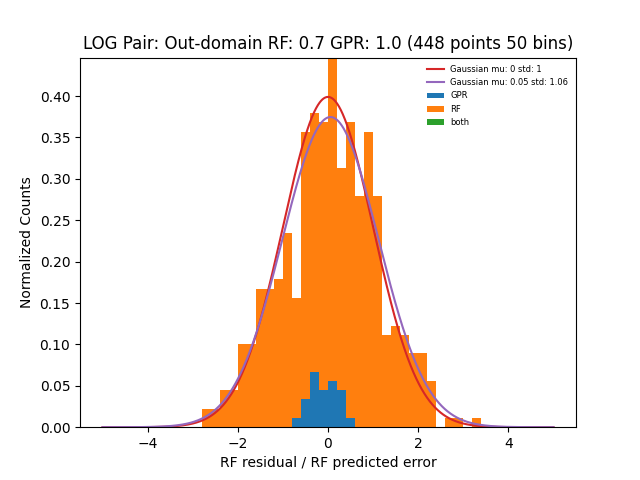 LOG Pair: Out-domain RF: 0.7 GPR: 1.0 (448 points 50 bins)
Gaussian mu: 0 std: 1
Gaussian mu: 0.05 std: 1.06
GPR
RF
both
Normalized Counts
0.40
0.35
0.30
0.25
0.20
0.15
0.10
0.05
0.00
−4
−2
0
2
4
RF residual / RF predicted error